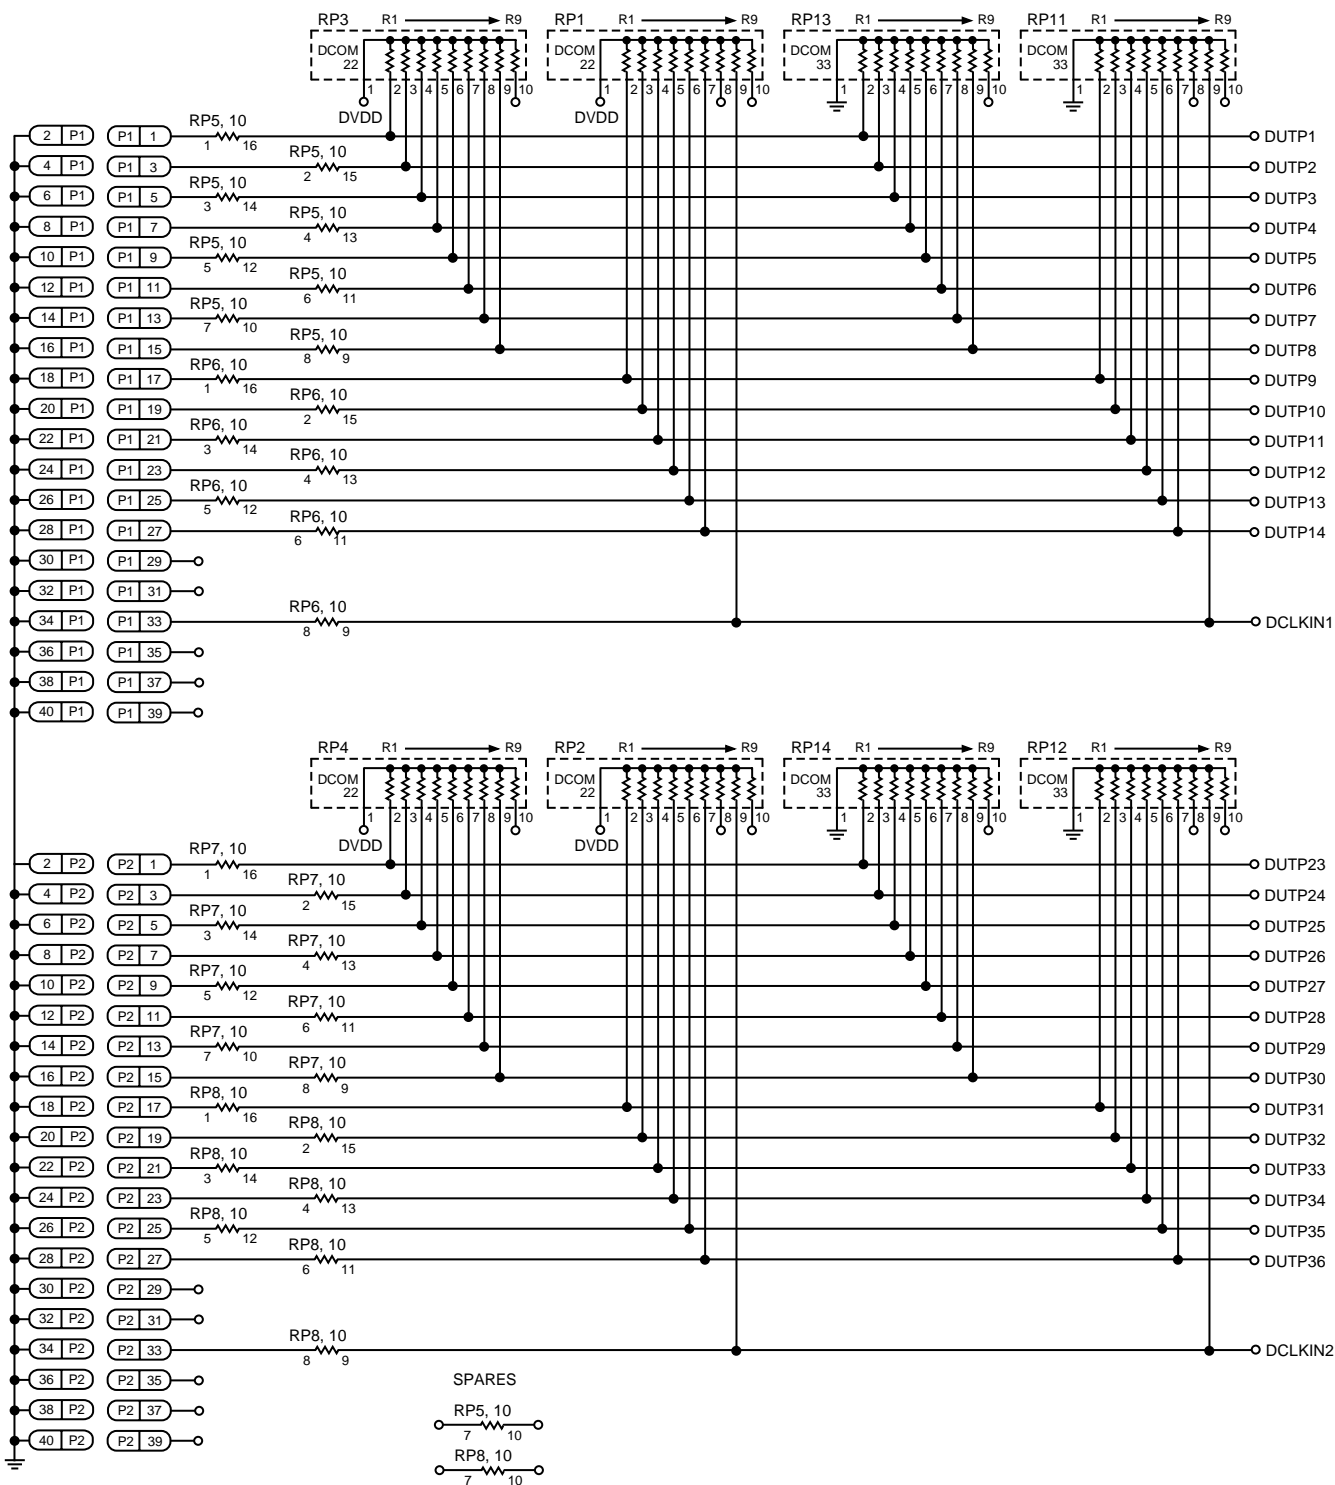 RP3 R1 R9 RP1 R1 R9 RP13 R1 R9 RP11 R1 R9
DCOM DCOM DCOM DCOM
22 22 33 33
1 2 3 4 5 6 7 8 9 10 1 2 3 4 5 6 7 8 9 10 1 2 3 4 5 6 7 8 9 10 1 2 3 4 5 6 7 8 9 10
DVDD DVDD
RP5, 10
2 P1 P1 1 1 16 DUTP1
RP5, 10
4 P1 P1 3 2 15 DUTP2
RP5, 10
6 P1 P1 5 3 14 DUTP3
RP5, 10
8 P1 P1 7 4 13 DUTP4
RP5, 10
10 P1 P1 9 5 12 DUTP5
RP5, 10
12 P1 P1 11 6 11 DUTP6
RP5, 10
14 P1 P1 13 7 10 DUTP7
RP5, 10
16 P1 P1 15 8 9 DUTP8
RP6, 10
18 P1 P1 17 1 16 DUTP9
RP6, 10
20 P1 P1 19 2 15 DUTP10
RP6, 10
22 P1 P1 21 3 14 DUTP11
RP6, 10
24 P1 P1 23 4 13 DUTP12
RP6, 10
26 P1 P1 25 5 12 DUTP13
RP6, 10
28 P1 P1 27 6 11 DUTP14
30 P1 P1 29
32 P1 P1 31
RP6, 10
34 P1 P1 33 8 9 DCLKIN1
36 P1 P1 35
38 P1 P1 37
40 P1 P1 39
RP4 R1 R9 RP2 R1 R9 RP14 R1 R9 RP12 R1 R9
DCOM DCOM DCOM DCOM
22 22 33 33
1 2 3 4 5 6 7 8 9 10 1 2 3 4 5 6 7 8 9 10 1 2 3 4 5 6 7 8 9 10 1 2 3 4 5 6 7 8 9 10
DVDD DVDD
RP7, 10
2 P2 P2 1 1 16 DUTP23
RP7, 10
4 P2 P2 3 2 15 DUTP24
RP7, 10
6 P2 P2 5 3 14 DUTP25
RP7, 10
8 P2 P2 7 4 13 DUTP26
RP7, 10
10 P2 P2 9 5 12 DUTP27
RP7, 10
12 P2 P2 11 6 11 DUTP28
RP7, 10
14 P2 P2 13 7 10 DUTP29
RP7, 10
16 P2 P2 15 8 9 DUTP30
RP8, 10
18 P2 P2 17 1 16 DUTP31
RP8, 10
20 P2 P2 19 2 15 DUTP32
RP8, 10
22 P2 P2 21 3 14 DUTP33
RP8, 10
24 P2 P2 23 4 13 DUTP34
RP8, 10
26 P2 P2 25 5 12 DUTP35
RP8, 10
28 P2 P2 27 6 11 DUTP36
30 P2 P2 29
32 P2 P2 31
RP8, 10
34 P2 P2 33 8 9 DCLKIN2
36 P2 P2 35
38 P2 P2 37
40 P2 P2 39
SPARES
RP5, 10
7 10
RP8, 10
7 10